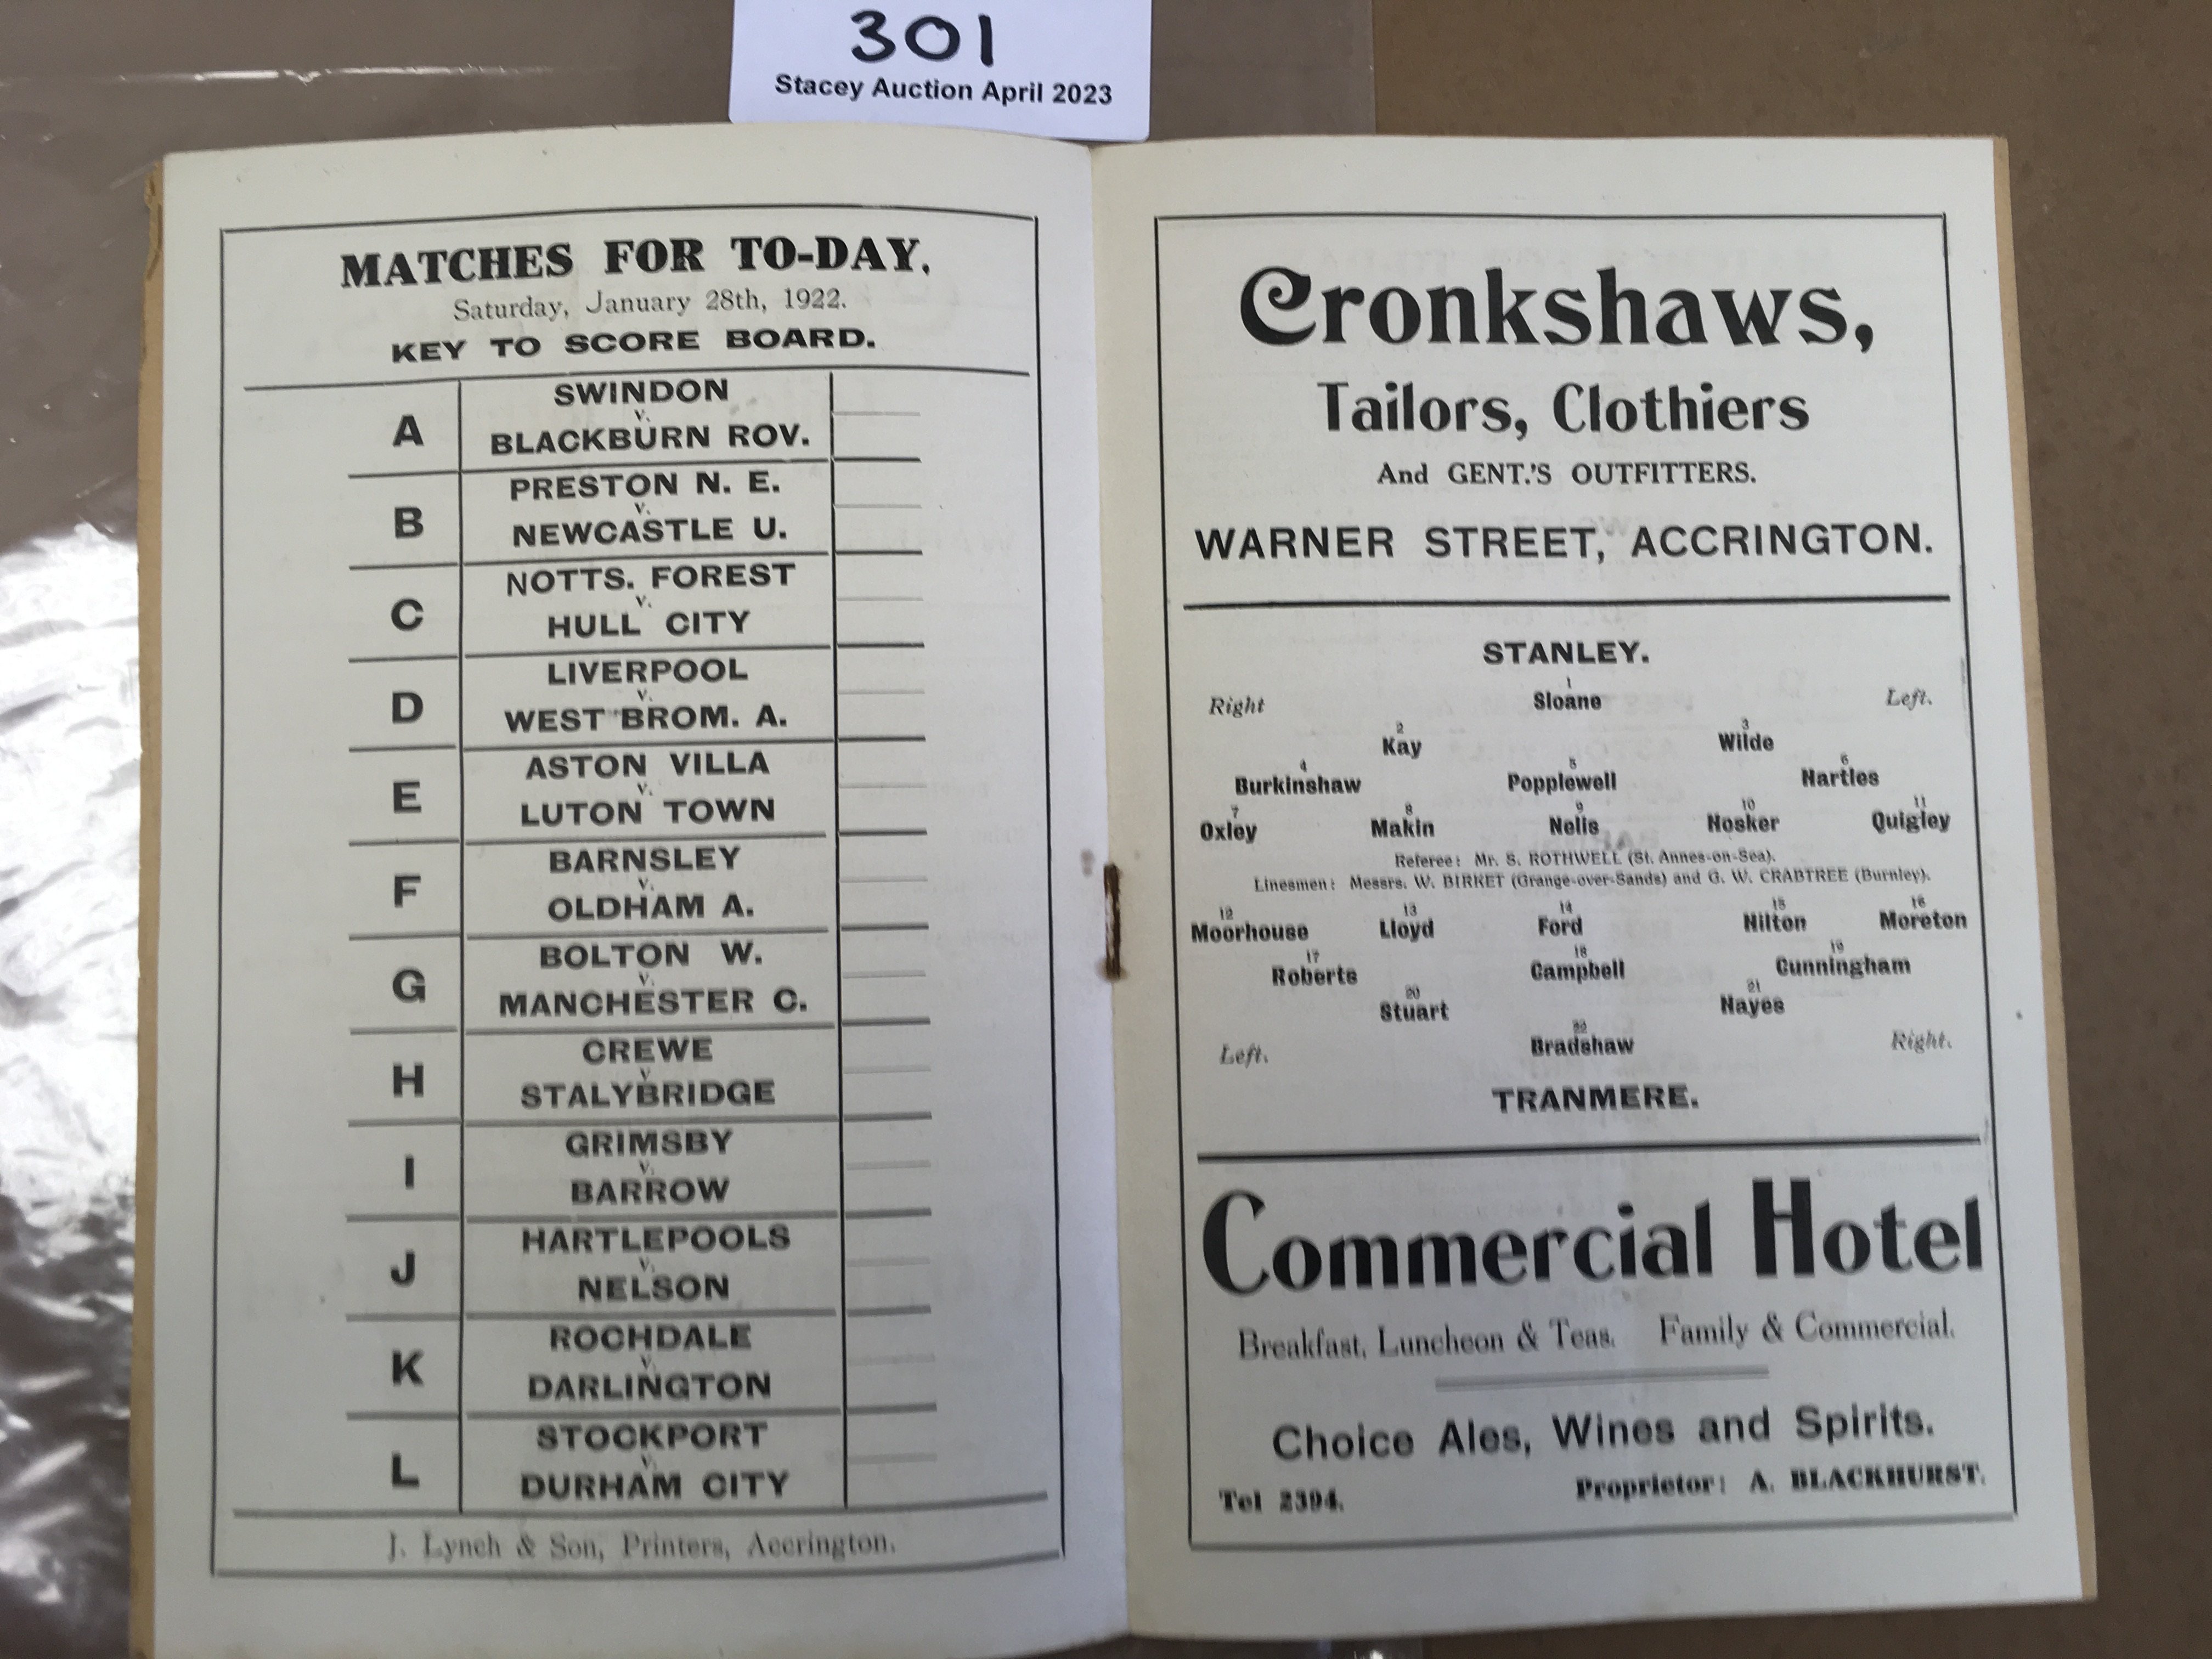 301
Stacey Auction April 2023
MATCHES FOR TO-DAY.
Saturday, January 28th, 1922.
KEY TO SCORE BOARD.
A
SWINDON
v.
BLACKBURN ROV.
B
PRESTON N. E.
v.
NEWCASTLE U.
C
NOTTS. FOREST
v.
HULL CITY
D
LIVERPOOL
v.
WEST BROM. A.
E
ASTON VILLA
v.
LUTON TOWN
F
BARNSLEY
v.
OLDHAM A.
G
BOLTON W.
v.
MANCHESTER C.
H
CREWE
v
STALYBRIDGE
I
GRIMSBY
v.
BARROW
J
HARTLEPOOLS
v.
NELSON
K
ROCHDALE
v.
DARLINGTON
L
STOCKPORT
v.
DURHAM CITY
J. Lynch & Son, Printers, Accrington.
Cronkshaws,
Tailors, Clothiers
And GENT.'S OUTFITTERS.
WARNER STREET, ACCRINGTON.
STANLEY.
1
Right Sloane Left.
2 3
Kay Wilde
4 5 6
Burkinshaw Popplewell Hartles
7 8 9 10 11
Oxley Makin Nelis Hosker Quigley
Referee: Mr. S. ROTHWELL (St. Annes-on-Sea).
Linesmen: Messrs. W. BIRKET (Grange-over-Sands) and G. W. CRABTREE (Burnley).
12 13 14 15 16
Moorhouse Lloyd Ford Hilton Moreton
17 18 19
Roberts Campbell Cunningham
20 21
Stuart Hayes
22
Left. Bradshaw Right.
TRANMERE.
Commercial Hotel
Breakfast, Luncheon & Teas. Family & Commercial.
Choice Ales, Wines and Spirits.
Tel 2394. Proprietor: A. BLACKHURST.